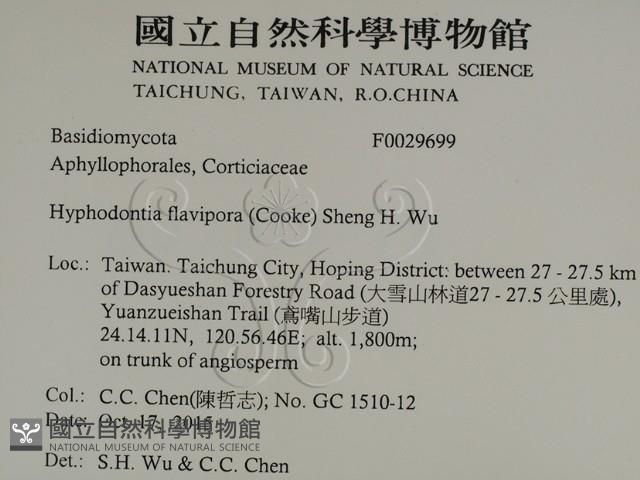 國立自然科學博物館
NATIONAL MUSEUM OF NATURAL SCIENCE
TAICHUNG, TAIWAN, R.O.CHINA
Basidiomycota F0029699
Aphyllophorales, Corticiaceae
Hyphodontia flavipora (Cooke) Sheng H. Wu
Loc.: Taiwan. Taichung City, Hoping District: between 27 - 27.5 km
of Dasyueshan Forestry Road (大雪山林道27 - 27.5 公里處),
Yuanzueishan Trail (鳶嘴山步道)
24.14.11N, 120.56.46E; alt. 1,800m;
on trunk of angiosperm
Col.: C.C. Chen(陳哲志); No. GC 1510-12
Date: Oct. 17, 2015
國立自然科學博物館
NATIONAL MUSEUM OF NATURAL SCIENCE
Det.: S.H. Wu & C.C. Chen